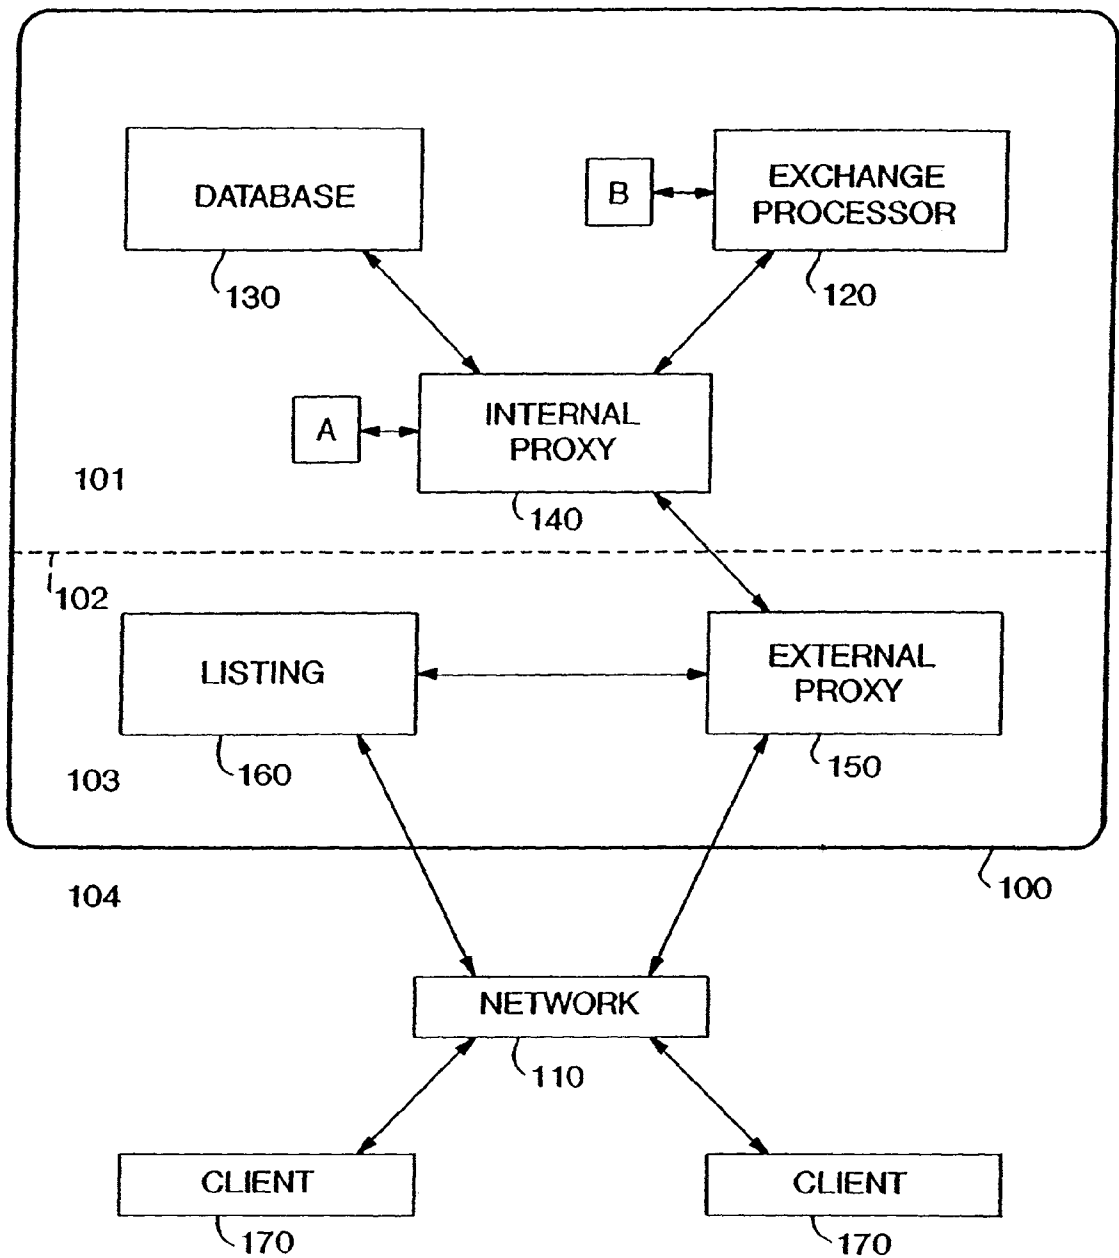 DATABASE
130
B
EXCHANGE
PROCESSOR
120
A
INTERNAL
PROXY
140
101
102
LISTING
160
EXTERNAL
PROXY
150
103
100
104
NETWORK
110
CLIENT
170
CLIENT
170